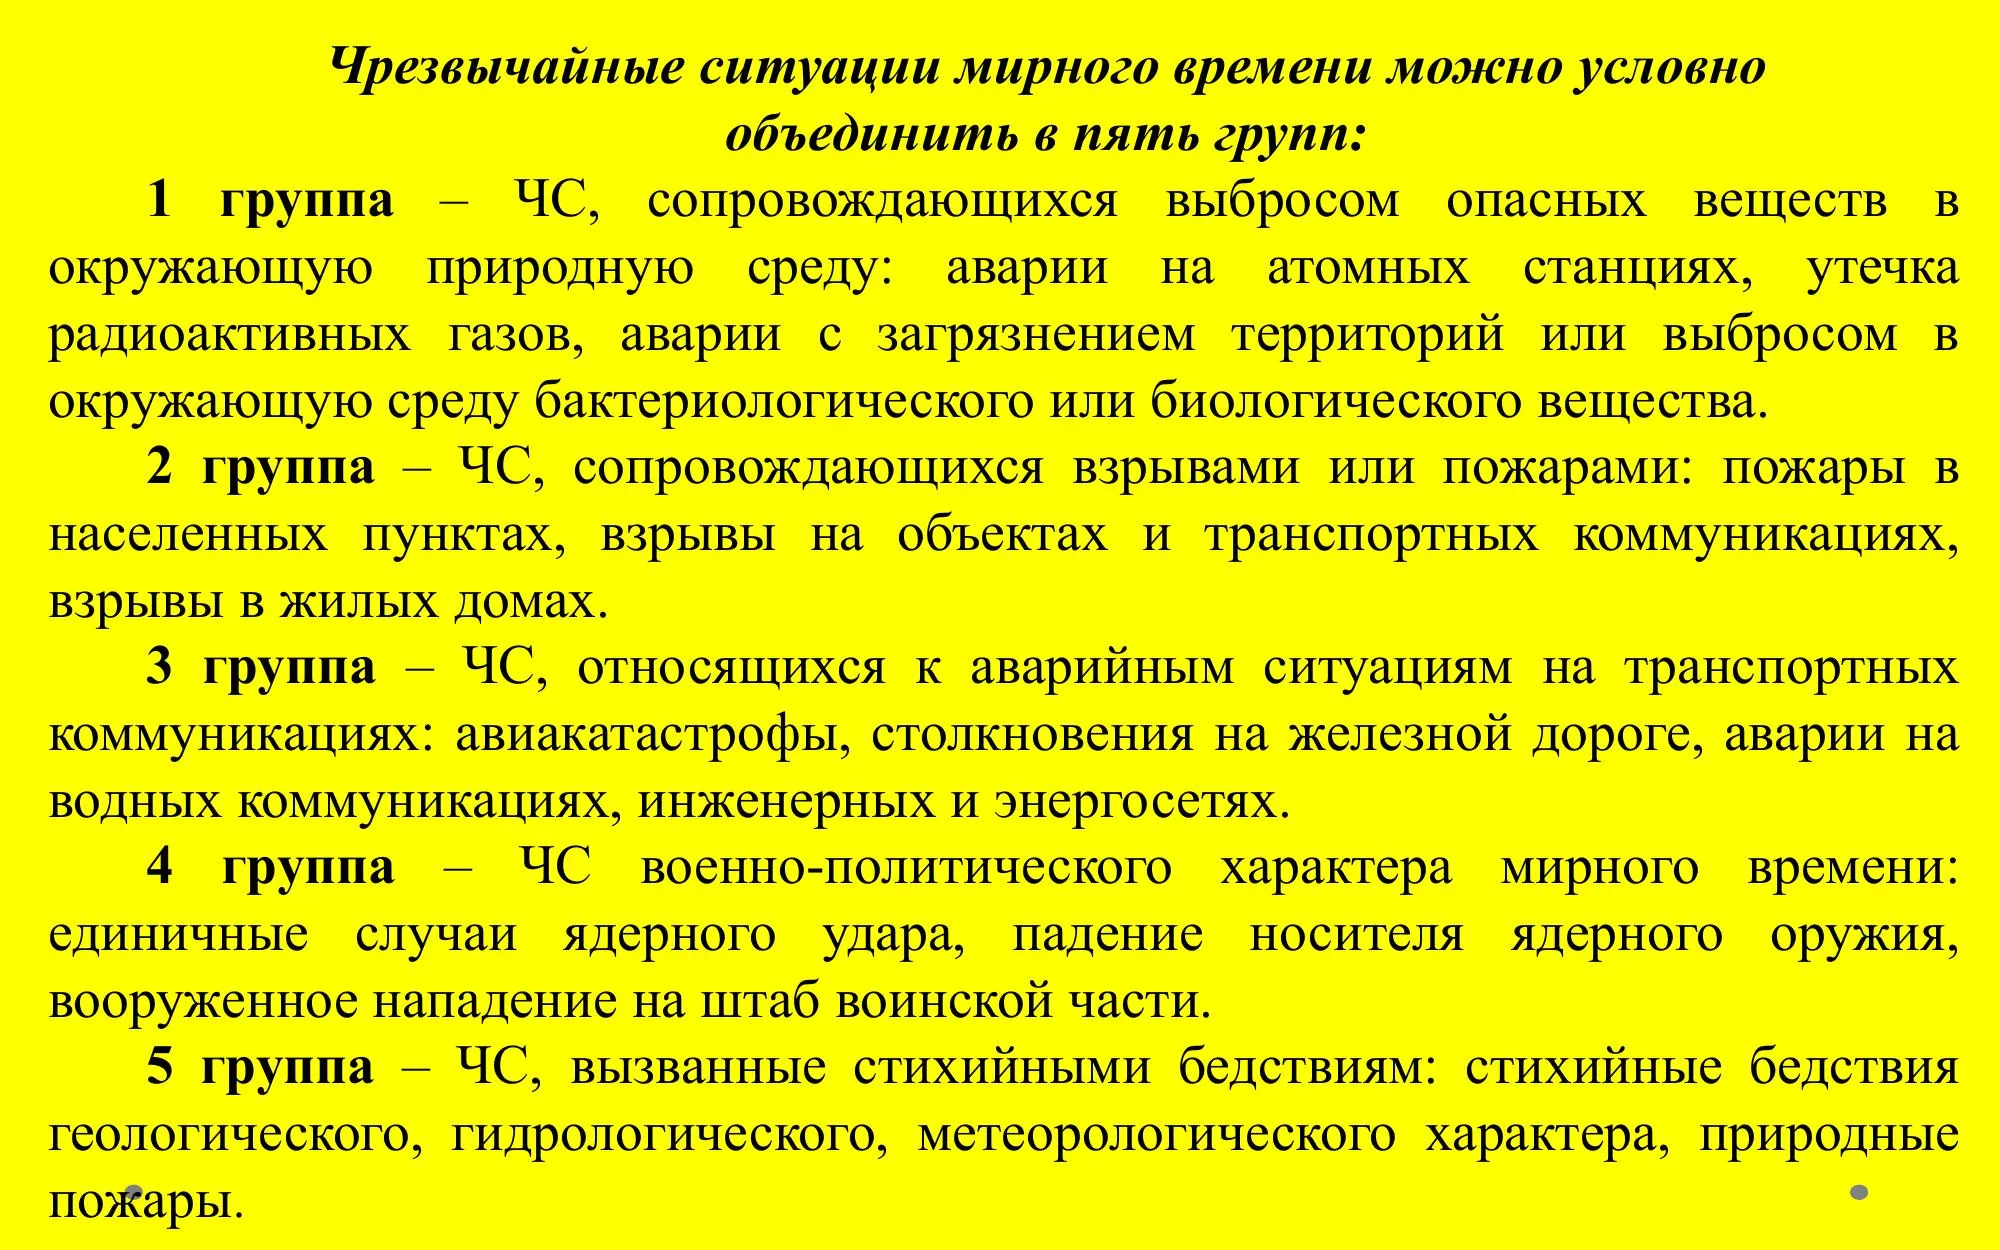 Чрезвычайные ситуации мирного времени можно условно
объединить в пять групп:
1 группа – ЧС, сопровождающихся выбросом опасных веществ в
окружающую природную среду: аварии на атомных станциях, утечка
радиоактивных газов, аварии с загрязнением территорий или выбросом в
окружающую среду бактериологического или биологического вещества.
2 группа – ЧС, сопровождающихся взрывами или пожарами: пожары в
населенных пунктах, взрывы на объектах и транспортных коммуникациях,
взрывы в жилых домах.
3 группа – ЧС, относящихся к аварийным ситуациям на транспортных
коммуникациях: авиакатастрофы, столкновения на железной дороге, аварии на
водных коммуникациях, инженерных и энергосетях.
4 группа – ЧС военно-политического характера мирного времени:
единичные случаи ядерного удара, падение носителя ядерного оружия,
вооруженное нападение на штаб воинской части.
5 группа – ЧС, вызванные стихийными бедствиям: стихийные бедствия
геологического, гидрологического, метеорологического характера, природные
пожары.